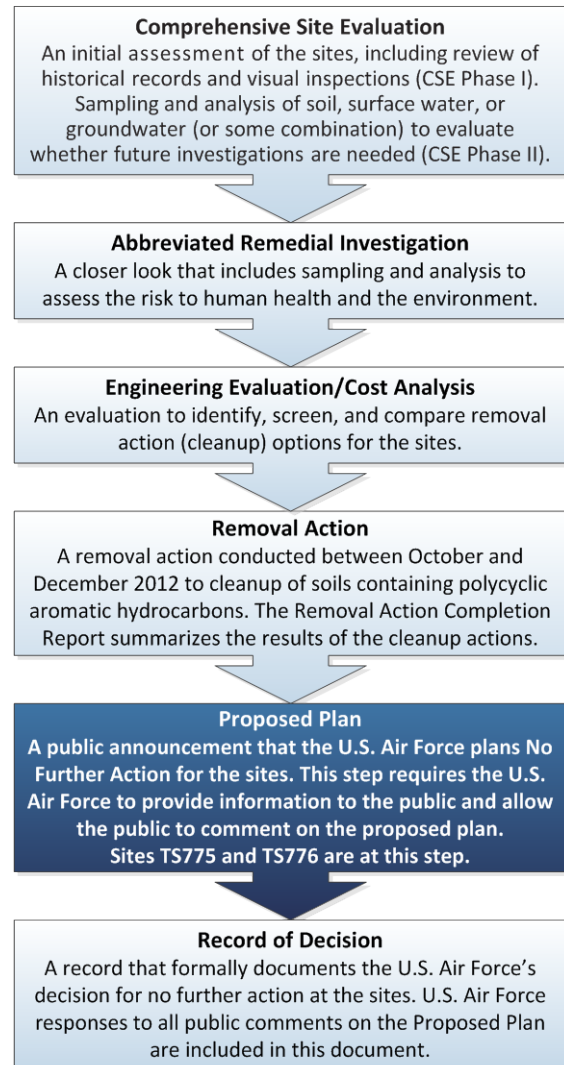 Comprehensive Site Evaluation
An initial assessment of the sites, including review of
historical records and visual inspections (CSE Phase I).
Sampling and analysis of soil, surface water, or
groundwater (or some combination) to evaluate
whether future investigations are needed (CSE Phase II).
Abbreviated Remedial Investigation
A closer look that includes sampling and analysis to
assess the risk to human health and the environment.
Engineering Evaluation/Cost Analysis
An evaluation to identify, screen, and compare removal
action (cleanup) options for the sites.
Removal Action
A removal action conducted between October and
December 2012 to cleanup of soils containing polycyclic
aromatic hydrocarbons. The Removal Action Completion
Report summarizes the results of the cleanup actions.
Proposed Plan
A public announcement that the U.S. Air Force plans No
Further Action for the sites. This step requires the U.S.
Air Force to provide information to the public and allow
the public to comment on the proposed plan.
Sites TS775 and TS776 are at this step.
Record of Decision
A record that formally documents the U.S. Air Force’s
decision for no further action at the sites. U.S. Air Force
responses to all public comments on the Proposed Plan
are included in this document.